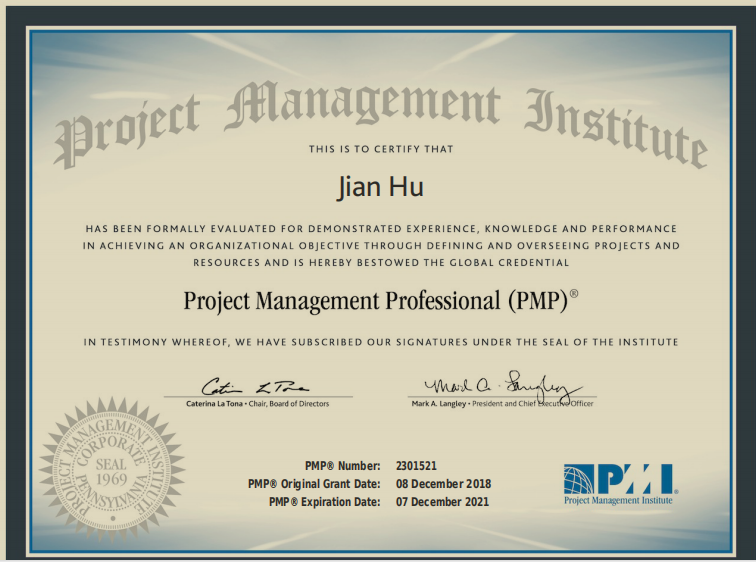 Project Management Institute
THIS IS TO CERTIFY THAT
Jian Hu
HAS BEEN FORMALLY EVALUATED FOR DEMONSTRATED EXPERIENCE, KNOWLEDGE AND PERFORMANCE
IN ACHIEVING AN ORGANIZATIONAL OBJECTIVE THROUGH DEFINING AND OVERSEEING PROJECTS AND
RESOURCES AND IS HEREBY BESTOWED THE GLOBAL CREDENTIAL
Project Management Professional (PMP)®
IN TESTIMONY WHEREOF, WE HAVE SUBSCRIBED OUR SIGNATURES UNDER THE SEAL OF THE INSTITUTE
Caterina La Tona
Mark A. Langley
Caterina La Tona • Chair, Board of Directors
Mark A. Langley • President and Chief Executive Officer
PROJECT MANAGEMENT INSTITUTE
CORPORATE
SEAL
1969
PENNSYLVANIA
PMP® Number: 2301521
PMP® Original Grant Date: 08 December 2018
PMP® Expiration Date: 07 December 2021
PMI®
Project Management Institute